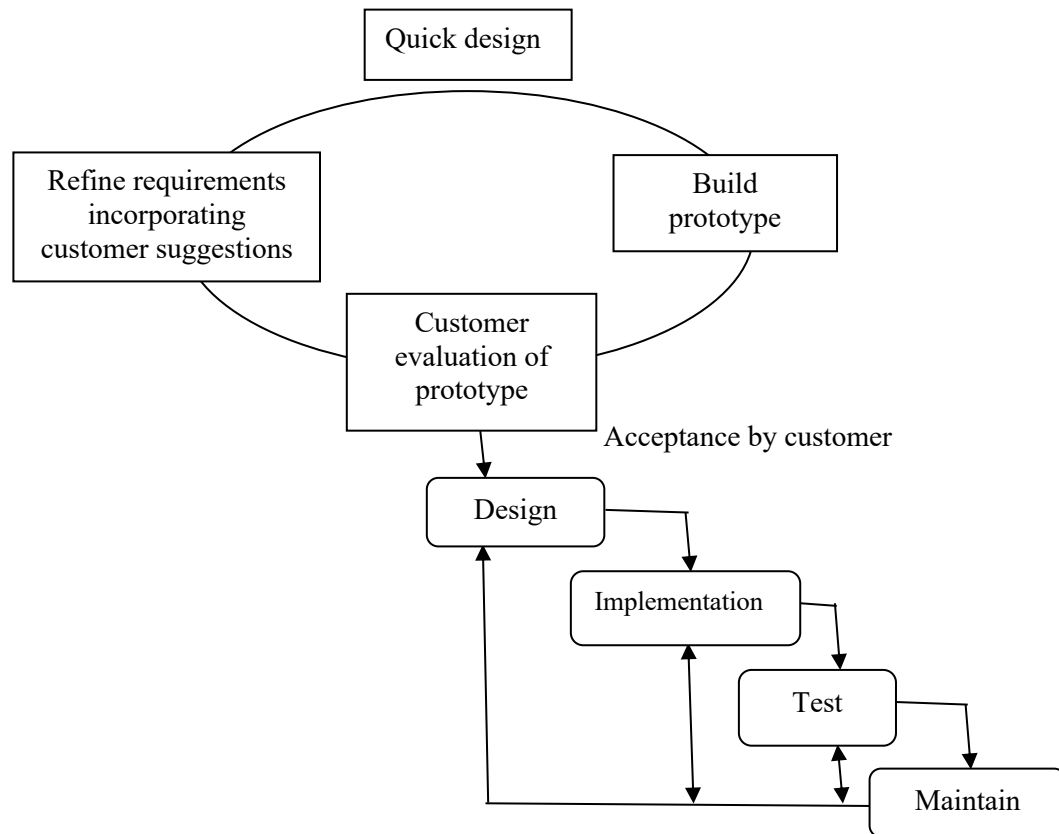 Quick design
Refine requirements
incorporating
customer suggestions
Build
prototype
Customer
evaluation of
prototype
Acceptance by customer
Design
Implementation
Test
Maintain